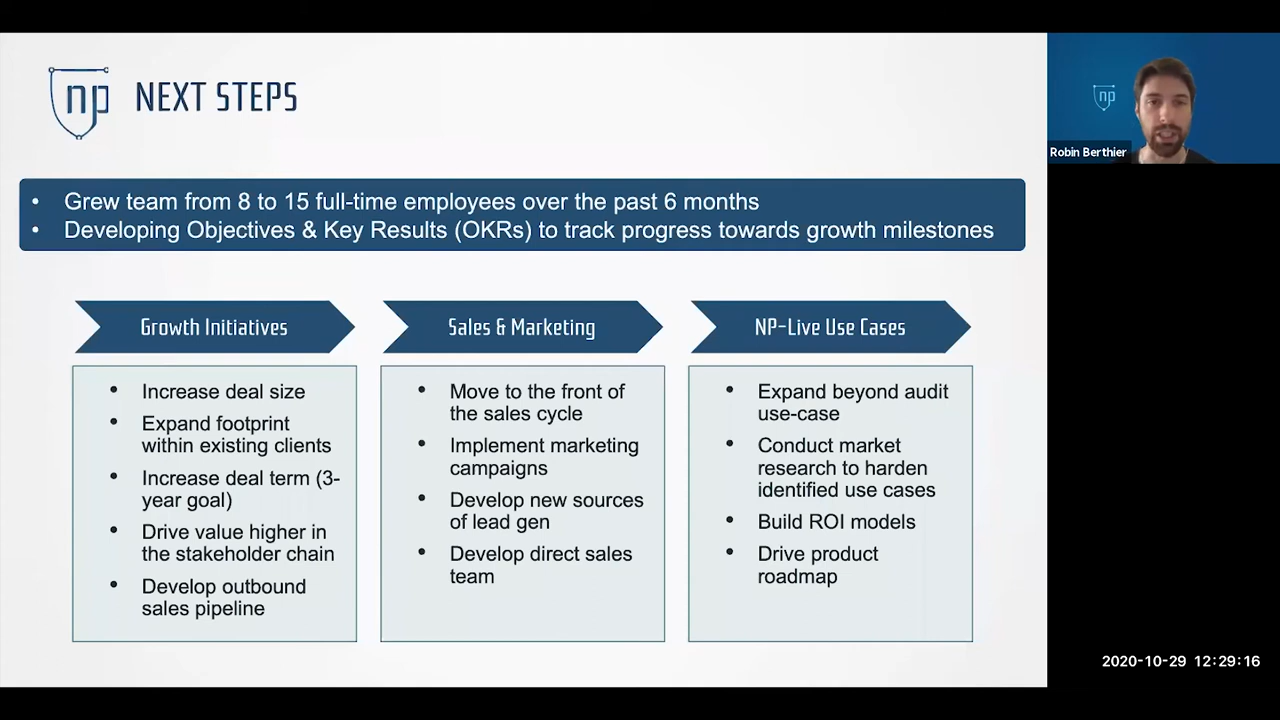 np NEXT STEPS
np
Robin Berthier
• Grew team from 8 to 15 full-time employees over the past 6 months
• Developing Objectives & Key Results (OKRs) to track progress towards growth milestones
Growth Initiatives
• Increase deal size
• Expand footprint
within existing clients
• Increase deal term (3-
year goal)
• Drive value higher in
the stakeholder chain
• Develop outbound
sales pipeline
Sales & Marketing
• Move to the front of
the sales cycle
• Implement marketing
campaigns
• Develop new sources
of lead gen
• Develop direct sales
team
NP-Live Use Cases
• Expand beyond audit
use-case
• Conduct market
research to harden
identified use cases
• Build ROI models
• Drive product
roadmap
2020-10-29 12:29:16